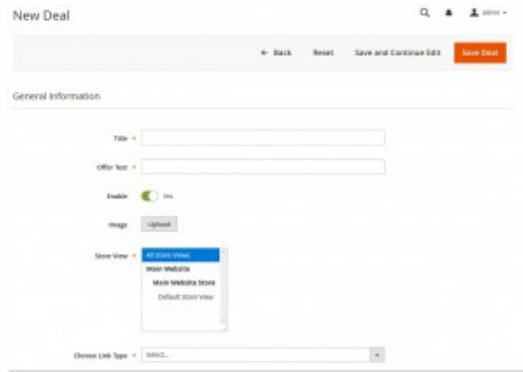 New Deal
admin
← Back Reset Save and Continue Edit Save Deal
General Information
Title *
Offer Text *
Enable Yes
Image Upload
Store View * All Store Views
Main Website
Main Website Store
Default Store View
Choose Link Type * Select...